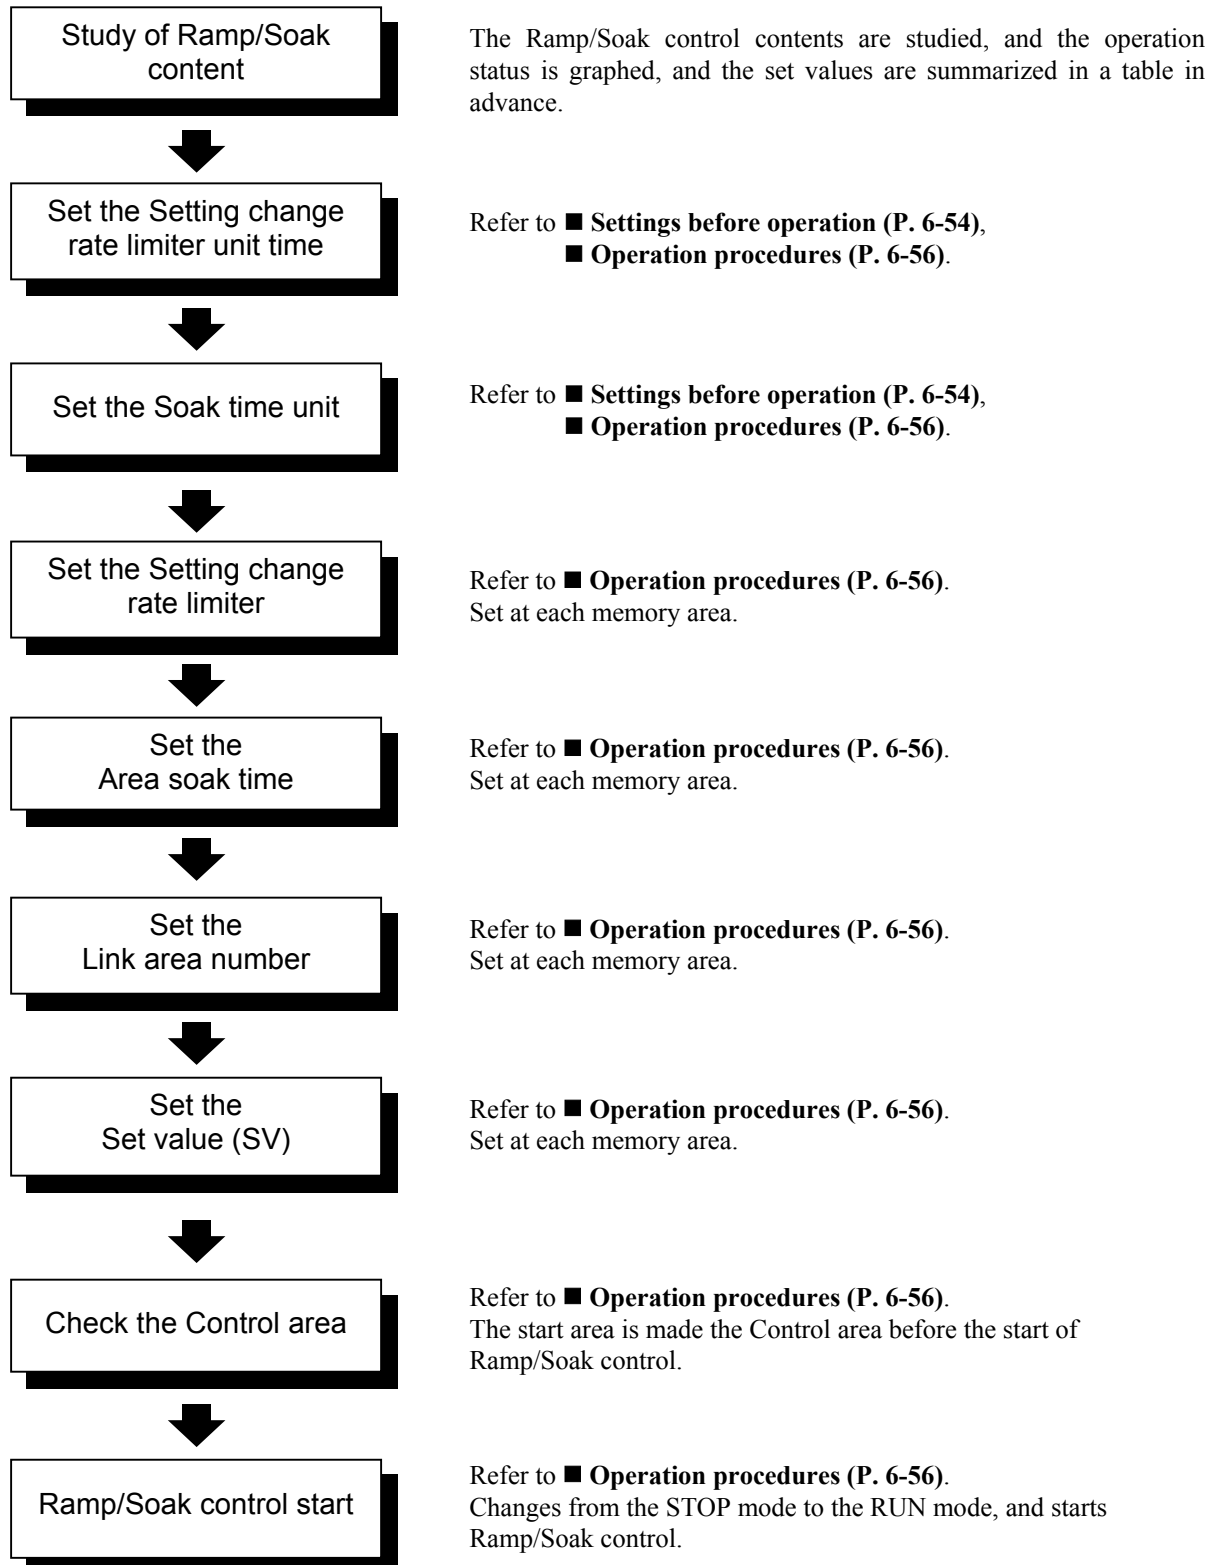 Study of Ramp/Soak
content
The Ramp/Soak control contents are studied, and the operation
status is graphed, and the set values are summarized in a table in
advance.
Set the Setting change
rate limiter unit time
Refer to ■ Settings before operation (P. 6-54),
■ Operation procedures (P. 6-56).
Set the Soak time unit
Refer to ■ Settings before operation (P. 6-54),
■ Operation procedures (P. 6-56).
Set the Setting change
rate limiter
Refer to ■ Operation procedures (P. 6-56).
Set at each memory area.
Set the
Area soak time
Refer to ■ Operation procedures (P. 6-56).
Set at each memory area.
Set the
Link area number
Refer to ■ Operation procedures (P. 6-56).
Set at each memory area.
Set the
Set value (SV)
Refer to ■ Operation procedures (P. 6-56).
Set at each memory area.
Check the Control area
Refer to ■ Operation procedures (P. 6-56).
The start area is made the Control area before the start of
Ramp/Soak control.
Ramp/Soak control start
Refer to ■ Operation procedures (P. 6-56).
Changes from the STOP mode to the RUN mode, and starts
Ramp/Soak control.